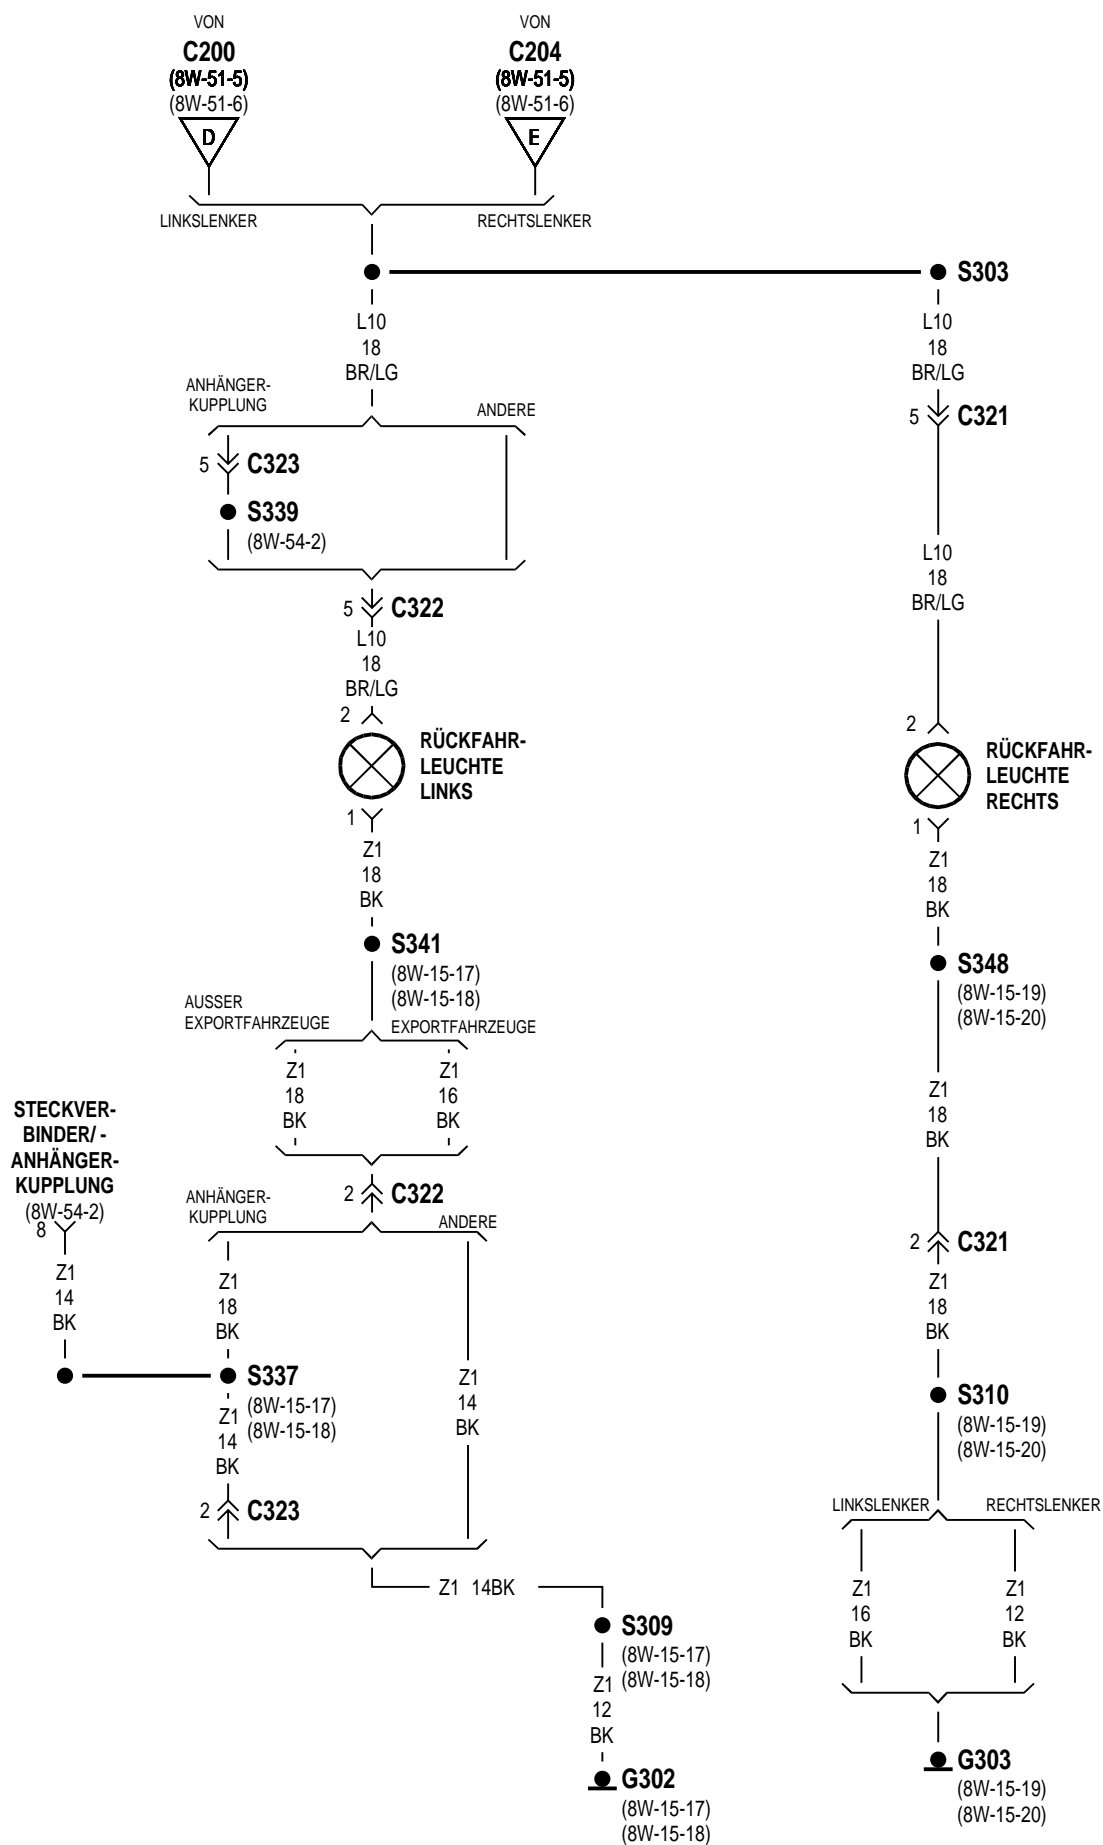 VON
C200
(8W-51-5)
(8W-51-6)
D
LINKSLENKER
VON
C204
(8W-51-5)
(8W-51-6)
E
RECHTSLENKER
S303
L10
18
BR/LG
ANHÄNGER-
KUPPLUNG
ANDERE
5
C323
S339
(8W-54-2)
5
C322
L10
18
BR/LG
2
RÜCKFAHR-
LEUCHTE
LINKS
1
Z1
18
BK
S341
(8W-15-17)
(8W-15-18)
AUSSER
EXPORTFAHRZEUGE
EXPORTFAHRZEUGE
Z1
18
BK
Z1
16
BK
2
C322
ANHÄNGER-
KUPPLUNG
ANDERE
STECKVER-
BINDER/ -
ANHÄNGER-
KUPPLUNG
(8W-54-2)
8
Z1
14
BK
Z1
18
BK
S337
(8W-15-17)
(8W-15-18)
Z1
14
BK
2
C323
Z1
14
BK
Z1 14BK
S309
(8W-15-17)
(8W-15-18)
Z1
12
BK
G302
(8W-15-17)
(8W-15-18)
L10
18
BR/LG
5
C321
L10
18
BR/LG
2
RÜCKFAHR-
LEUCHTE
RECHTS
1
Z1
18
BK
S348
(8W-15-19)
(8W-15-20)
Z1
18
BK
2
C321
Z1
18
BK
S310
(8W-15-19)
(8W-15-20)
LINKSLENKER
RECHTSLENKER
Z1
16
BK
Z1
12
BK
G303
(8W-15-19)
(8W-15-20)